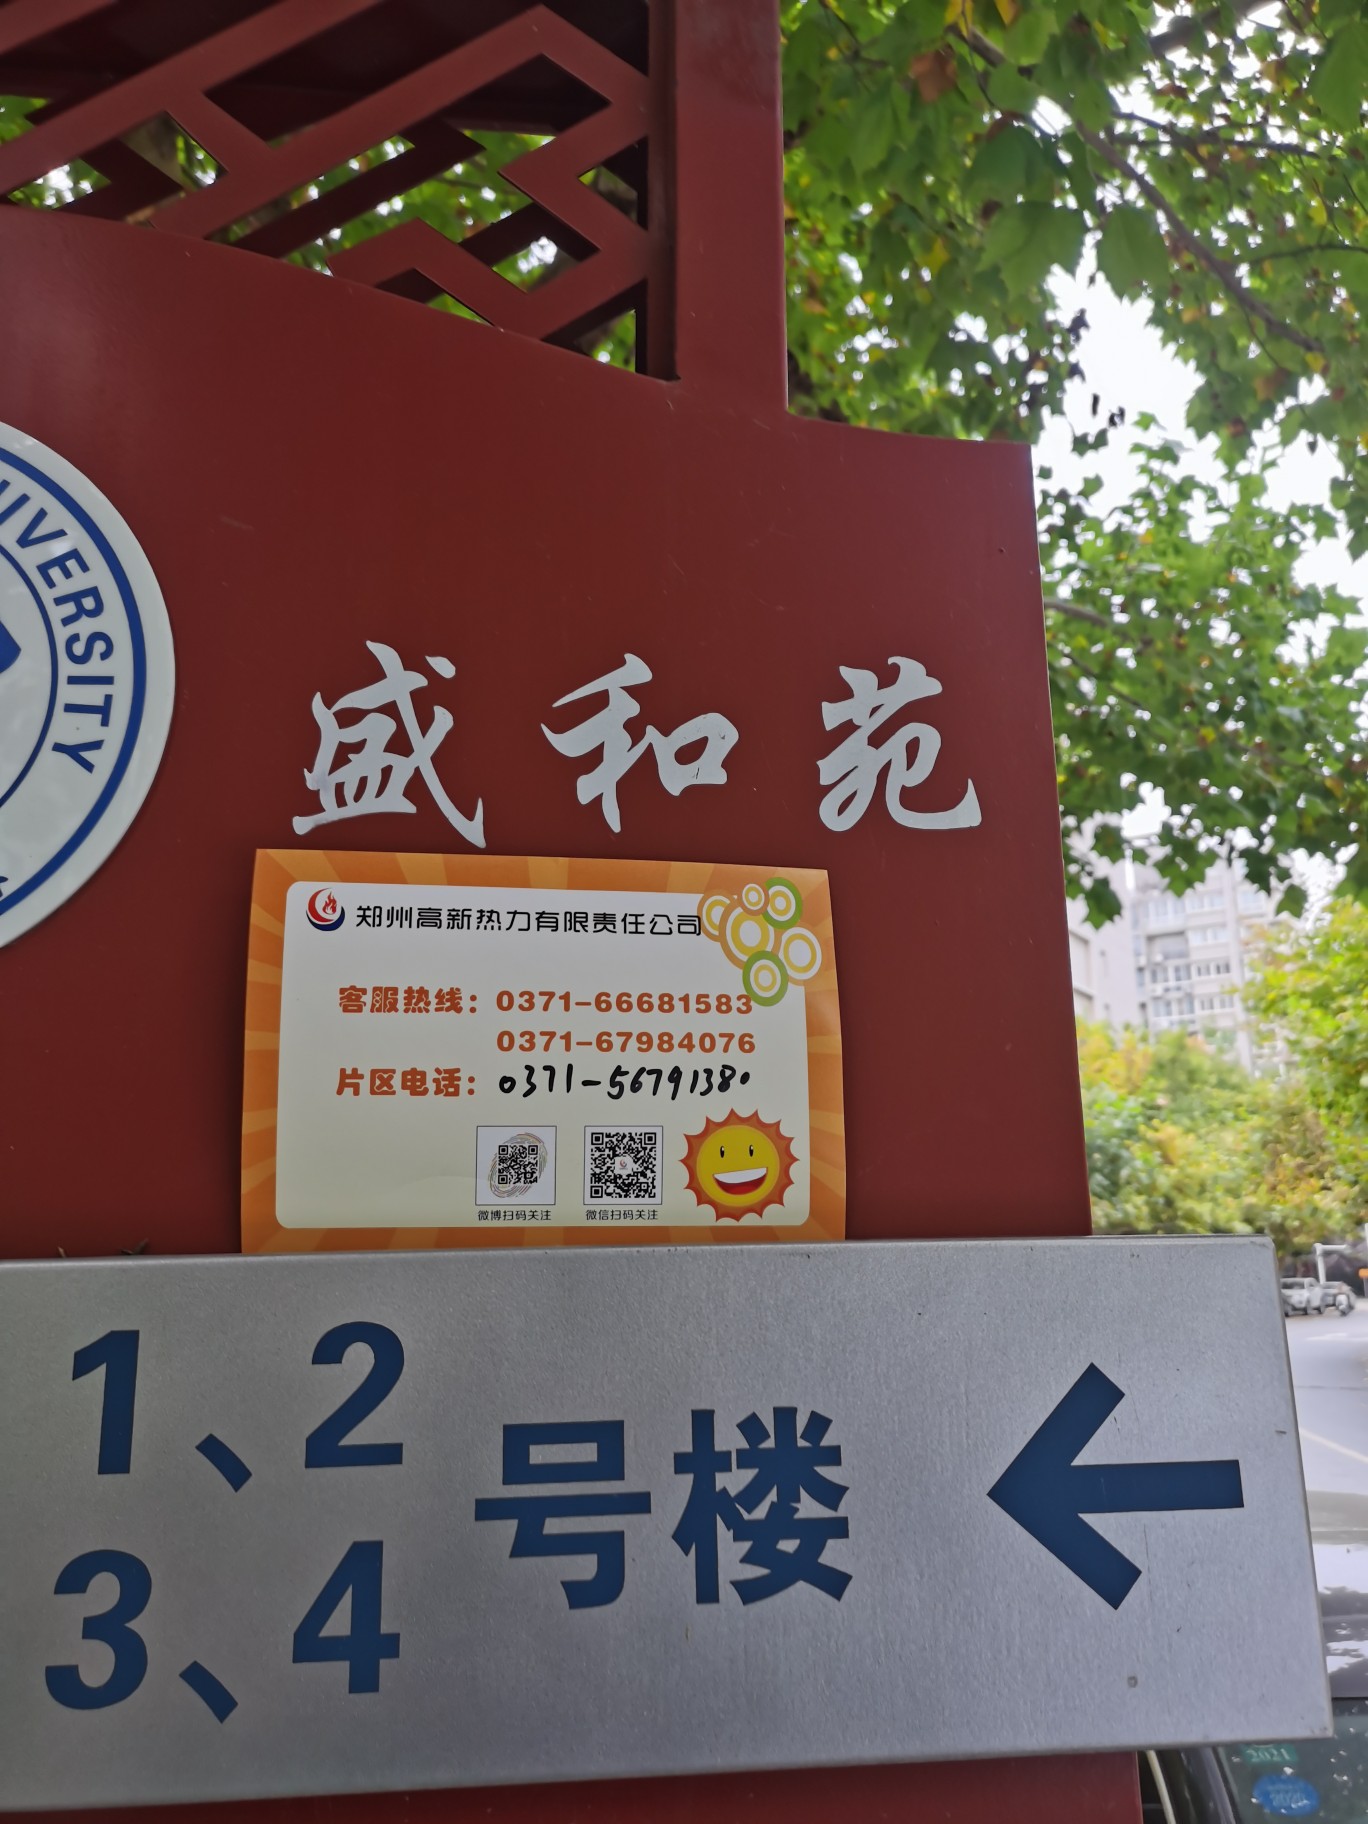 IVERSITY
盛和苑
郑州高新热力有限责任公司
客服热线：0371-66681583
0371-67984076
片区电话：0371-56791380
微博扫码关注
微信扫码关注
1、2
3、4
号楼
2021